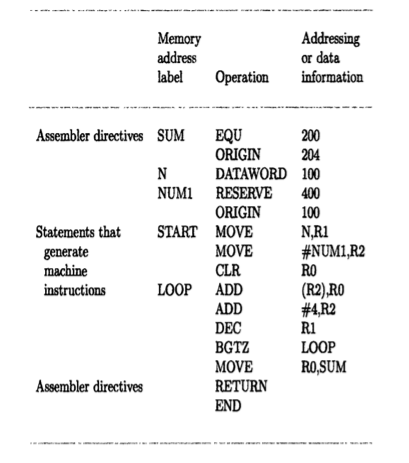 Memory Addressing
address or data
label Operation information
Assembler directives SUM EQU 200
ORIGIN 204
N DATAWORD 100
NUM1 RESERVE 400
ORIGIN 100
Statements that START MOVE N,R1
generate MOVE #NUM1,R2
machine CLR R0
instructions LOOP ADD (R2),R0
ADD #4,R2
DEC R1
BGTZ LOOP
MOVE R0,SUM
Assembler directives RETURN
END